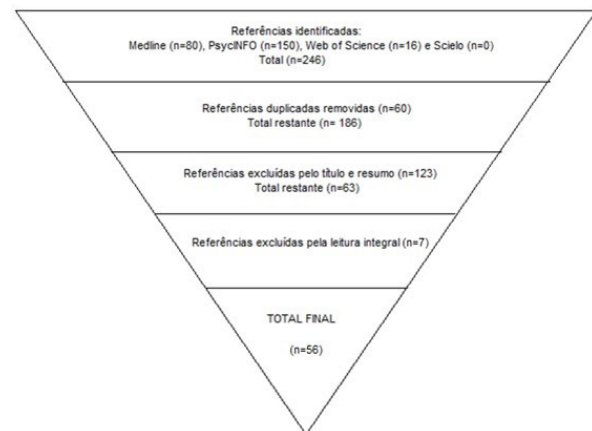 Referências identificadas:
Medline (n=80), PsycINFO (n=150), Web of Science (n=16) e Scielo (n=0)
Total (n=246)
Referências duplicadas removidas (n=60)
Total restante (n= 186)
Referências excluídas pelo título e resumo (n=123)
Total restante (n=63)
Referências excluídas pela leitura integral (n=7)
TOTAL FINAL
(n=56)